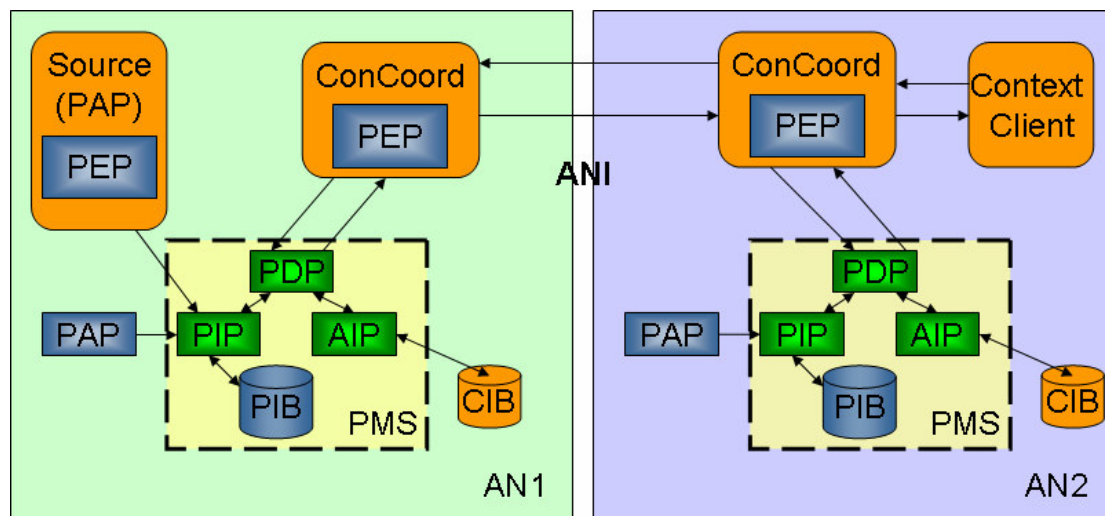 Source
(PAP)
PEP
ConCoord
PEP
ConCoord
PEP
Context
Client
ANI
PDP
PIP
AIP
PAP
PIB
CIB
PMS
AN1
PDP
PIP
AIP
PAP
PIB
CIB
PMS
AN2